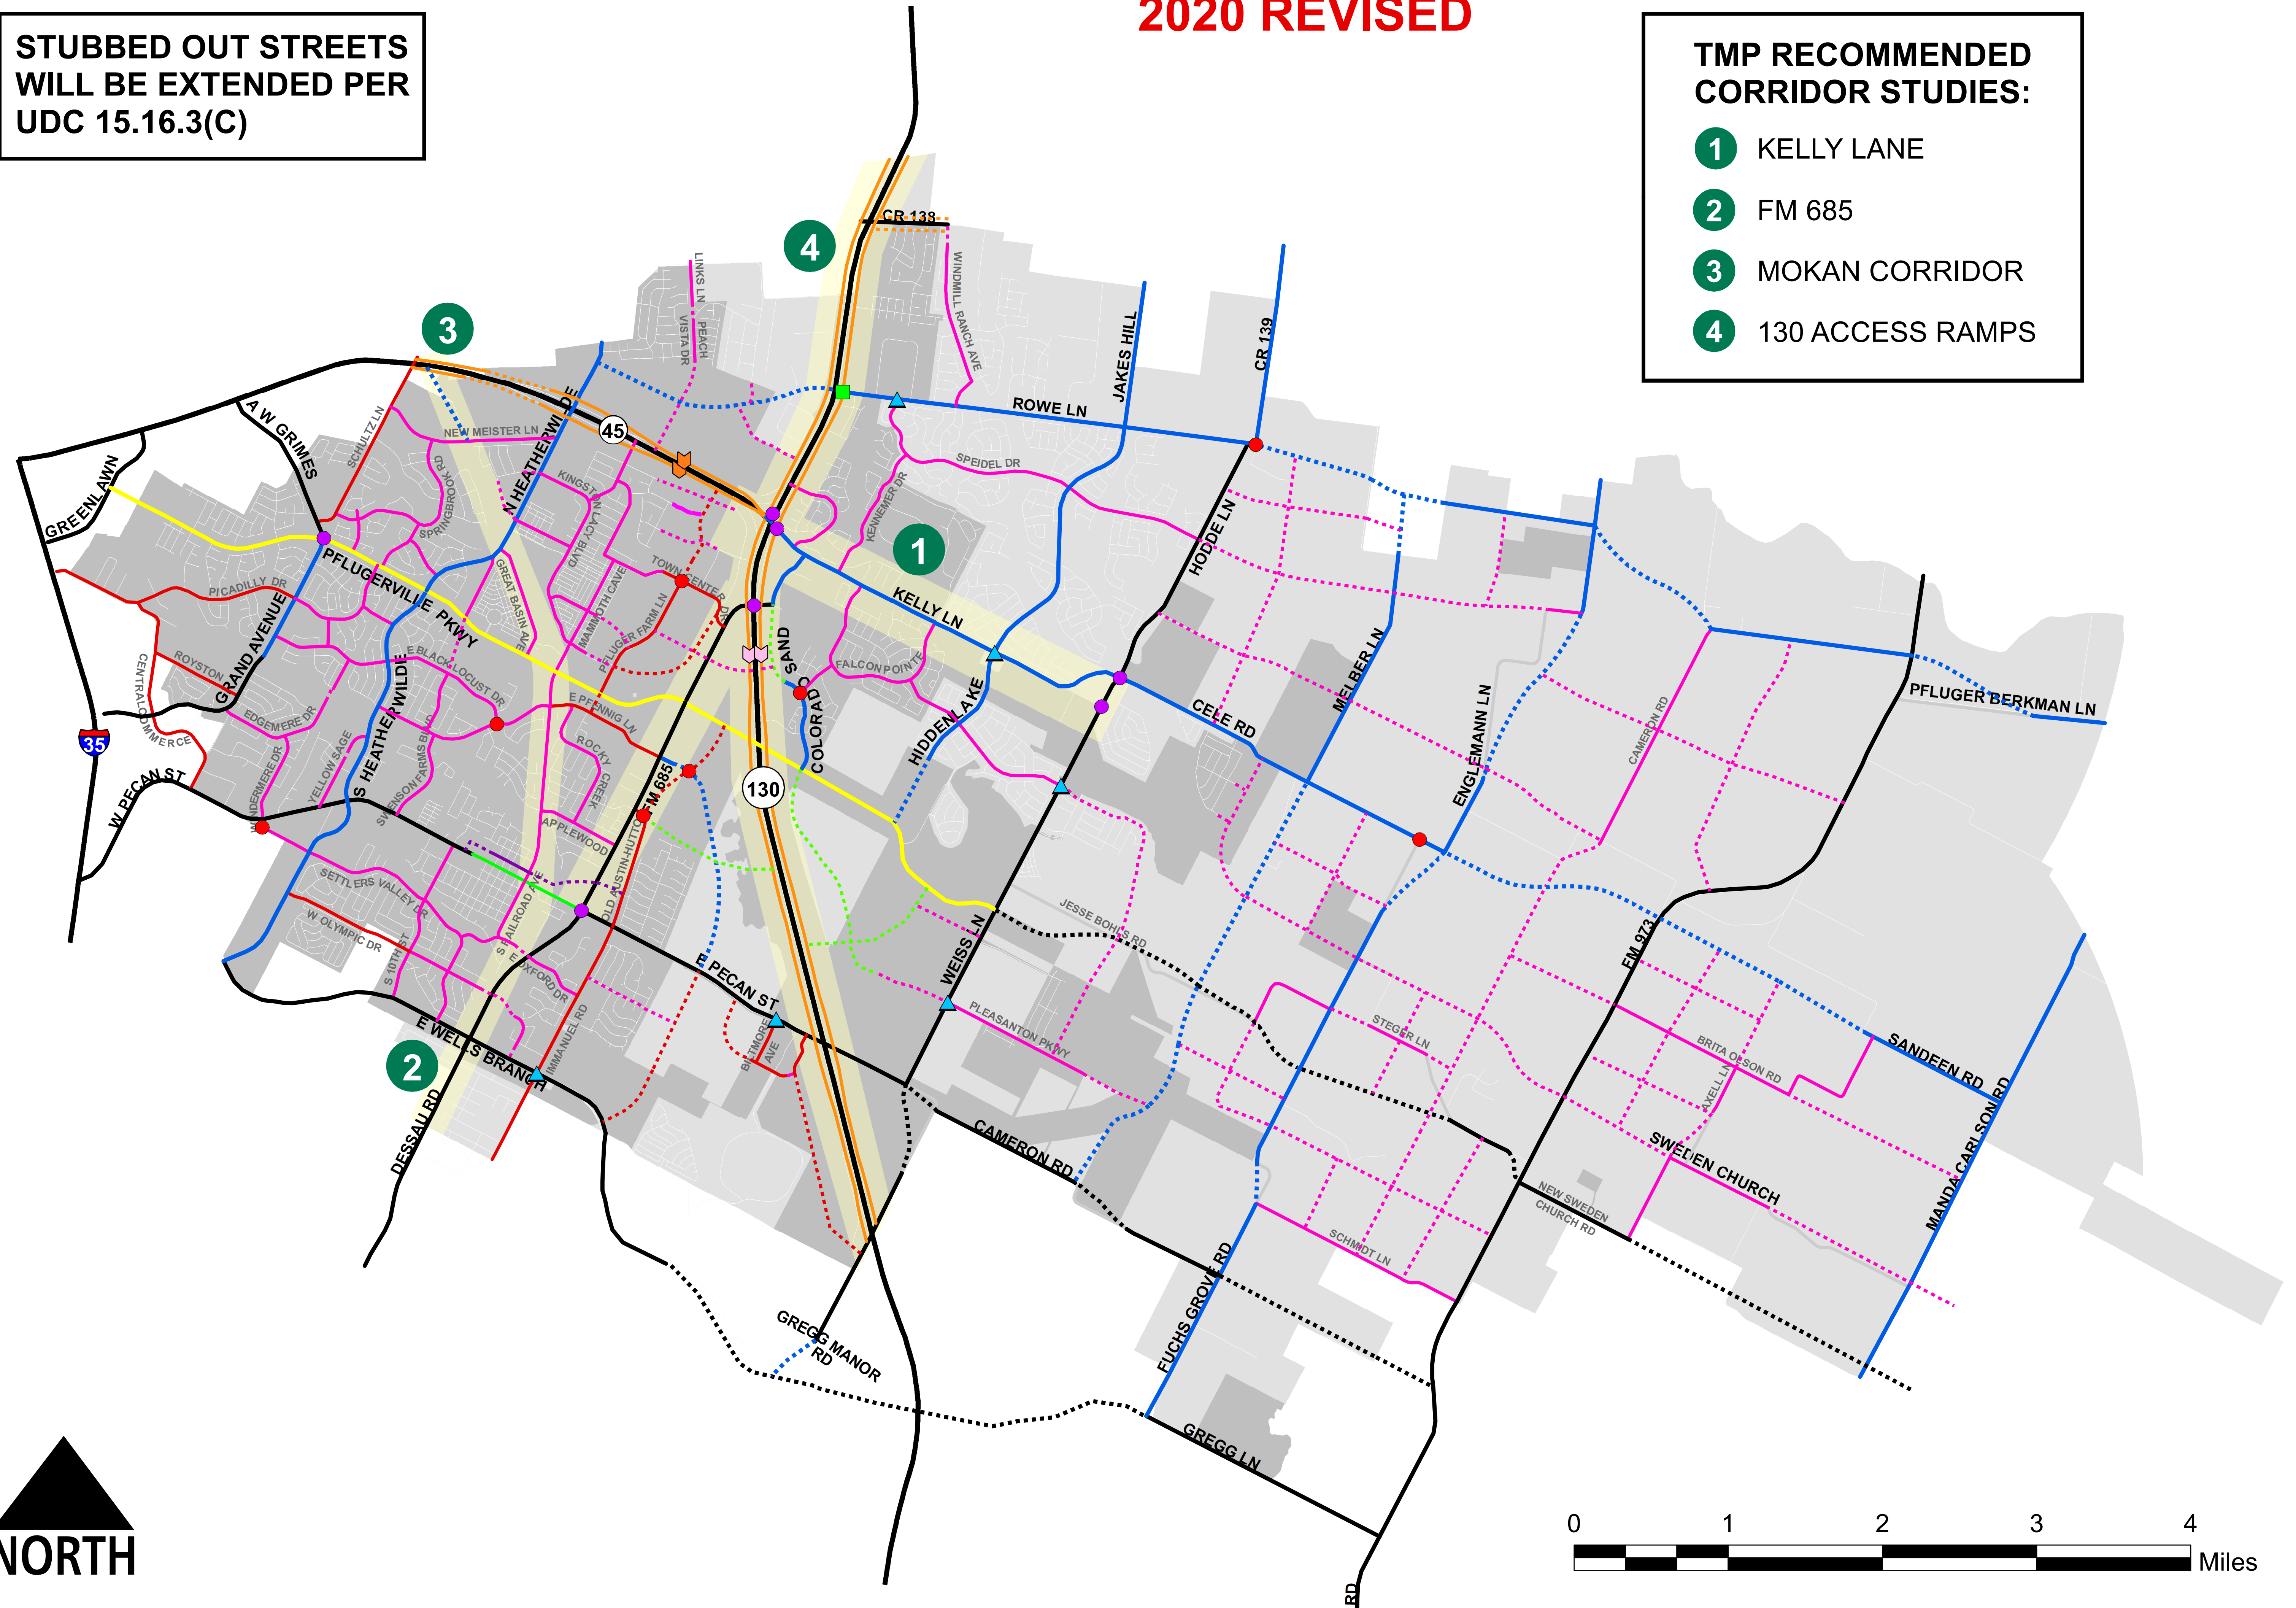 2020 REVISED
STUBBED OUT STREETS
WILL BE EXTENDED PER
UDC 15.16.3(C)
TMP RECOMMENDED
CORRIDOR STUDIES:
1 KELLY LANE
2 FM 685
3 MOKAN CORRIDOR
4 130 ACCESS RAMPS
4
CR 138
WINDMILL RANCH AVE
LINKS LN
PEACH
VISTA DR
3
JAKES HILL
CR 139
ROWE LN
A W GRIMES
SCHULTZ LN
NEW MEISTER LN
N HEATHERWILDE
45
GREENLAWN
SPRINGBROOK RD
KINGSTON LACY BLVD
KENNEMER DR
SPEIDEL DR
HODDE LN
1
PFLUGERVILLE PKWY
PICADILLY DR
GREAT BASIN AVE
MAMMOTH CAVE
TOWN CENTER DR
PFLUGER FARM LN
KELLY LN
GRAND AVENUE
ROYSTON
CENTRALCOMMERCE
E BLACK LOCUST DR
S HEATHERWILDE
SAND
COLORADO
FALCON POINTE
HIDDENLAKE
MELBER LN
CELE RD
ENGLEMANN LN
CAMERON RD
PFLUGER BERKMAN LN
EDGEMERE DR
WINDERMERE DR
YELLOW SAGE
SWENSON FARMS BLVD
E PFENNIG LN
ROCKY
CREEK
FM 685
35
W PECAN ST
130
APPLEWOOD
OLD AUSTIN-HUTTO
SETTLERS VALLEY DR
W OLYMPIC DR
S 10TH ST
S RAILROAD AVE
E OXFORD DR
IMMANUEL RD
E PECAN ST
BILTMORE
AVE
WEISS LN
JESSE BOHLS RD
PLEASANTON PKWY
STEGER LN
FM 973
BRITA OLSON RD
AXELL LN
SANDEEN RD
MANDA CARLSON RD
2
E WELLS BRANCH
DESSAU RD
CAMERON RD
SWEDEN CHURCH
NEW SWEDEN
CHURCH RD
SCHMIDT LN
FUCHS GROVE RD
GREGG MANOR
RD
GREGG LN
RD
NORTH
0 1 2 3 4
Miles